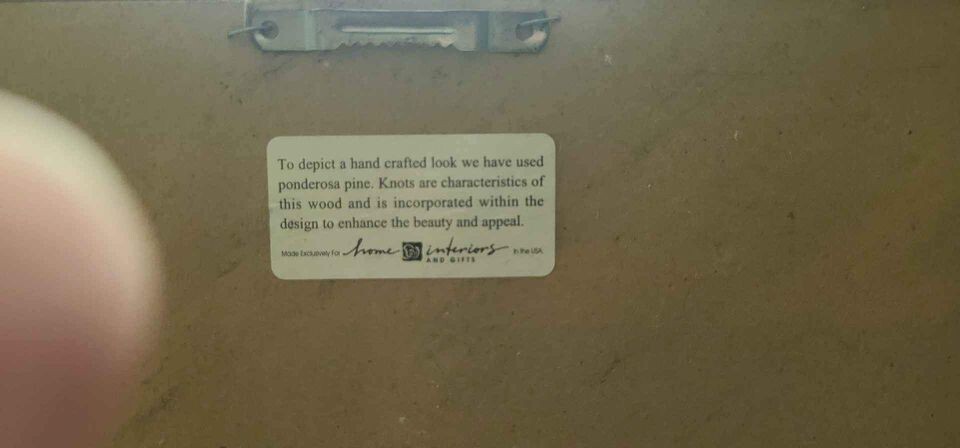 To depict a hand crafted look we have used
ponderosa pine. Knots are characteristics of
this wood and is incorporated within the
design to enhance the beauty and appeal.
Made Exclusively For home interiors in the USA
AND GIFTS